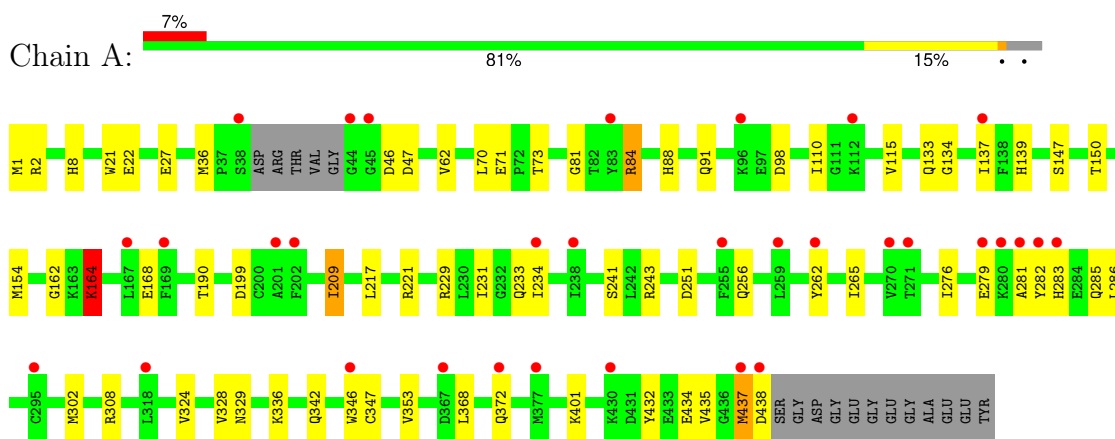 7%
Chain A:
81%
15%
M1 R2 H8 W21 E22 E27 M36 P37 S38 ASP ARG THR VAL GLY G44 G45 D46 D47 V62 L70 E71 P72 T73 G81 T82 Y83 R84 H88 Q91 K96 E97 D98 I110 G111 K112 V115 Q133 G134 I137 F138 H139 S147 T150
M154 G162 K163 K164 L167 E168 F169 T190 D199 C200 A201 F202 I209 L217 R221 R229 L230 I231 G232 Q233 I234 I238 S241 L242 R243 D251 F255 Q256 L259 Y262 I265 V270 T271 I276 E279 K280 A281 Y282 H283 E284 Q285 L286
C295 M302 R308 L318 V324 V328 N329 K336 Q342 W346 C347 V353 D367 L368 Q372 M377 K401 K430 D431 Y432 E433 E434 V435 G436 M437 D438 SER GLY ASP GLY GLU GLY GLU GLY ALA GLU GLU TYR